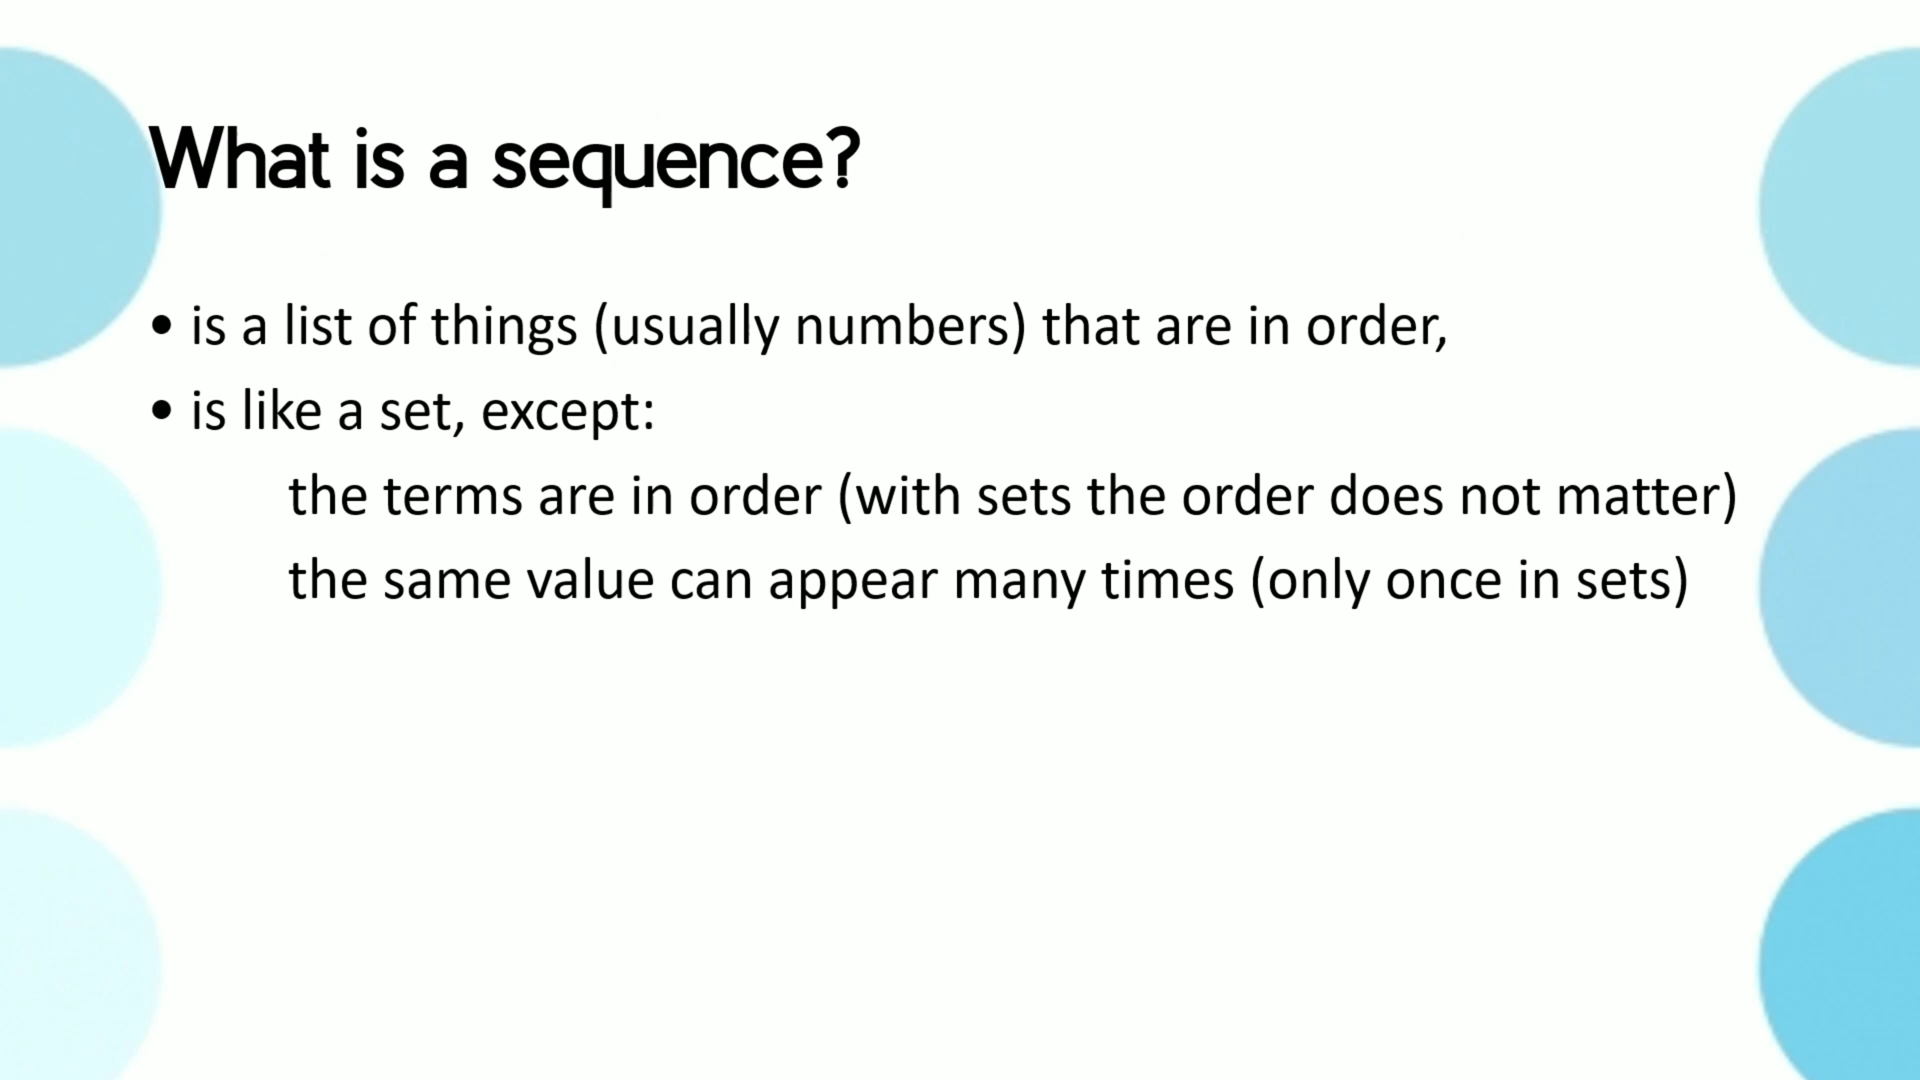 What is a sequence?
• is a list of things (usually numbers) that are in order,
• is like a set, except:
the terms are in order (with sets the order does not matter)
the same value can appear many times (only once in sets)